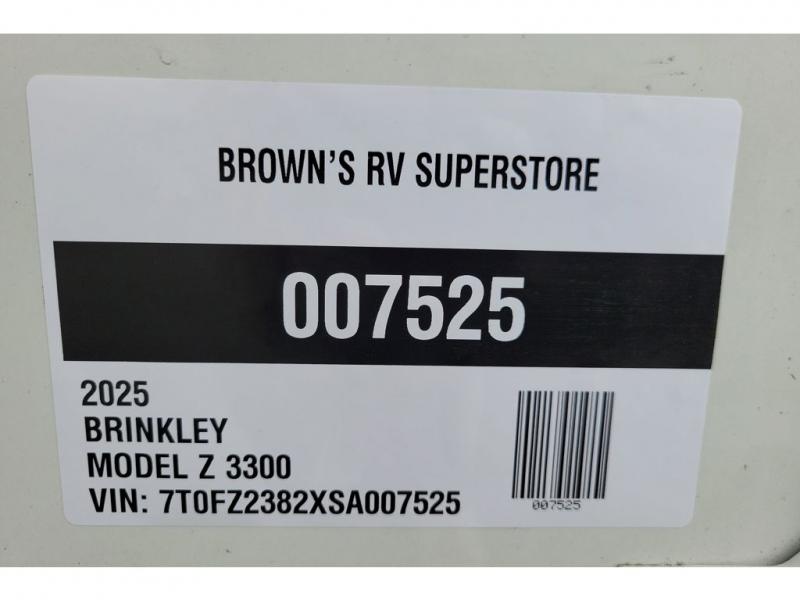 BROWN'S RV SUPERSTORE
007525
2025
BRINKLEY
MODEL Z 3300
VIN: 7T0FZ2382XSA007525
007525